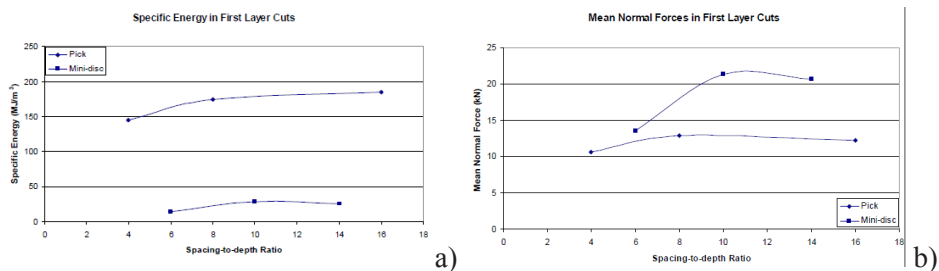 Specific Energy in First Layer Cuts
Pick
Mini-disc
Specific Energy (MJ/m³)
250
200
150
100
50
0
0 2 4 6 8 10 12 14 16 18
Spacing-to-depth Ratio
a)
Mean Normal Forces in First Layer Cuts
Mean Normal Force (kN)
25
20
15
10
5
0
Pick
Mini-disc
0 2 4 6 8 10 12 14 16 18
Spacing-to-depth Ratio
b)